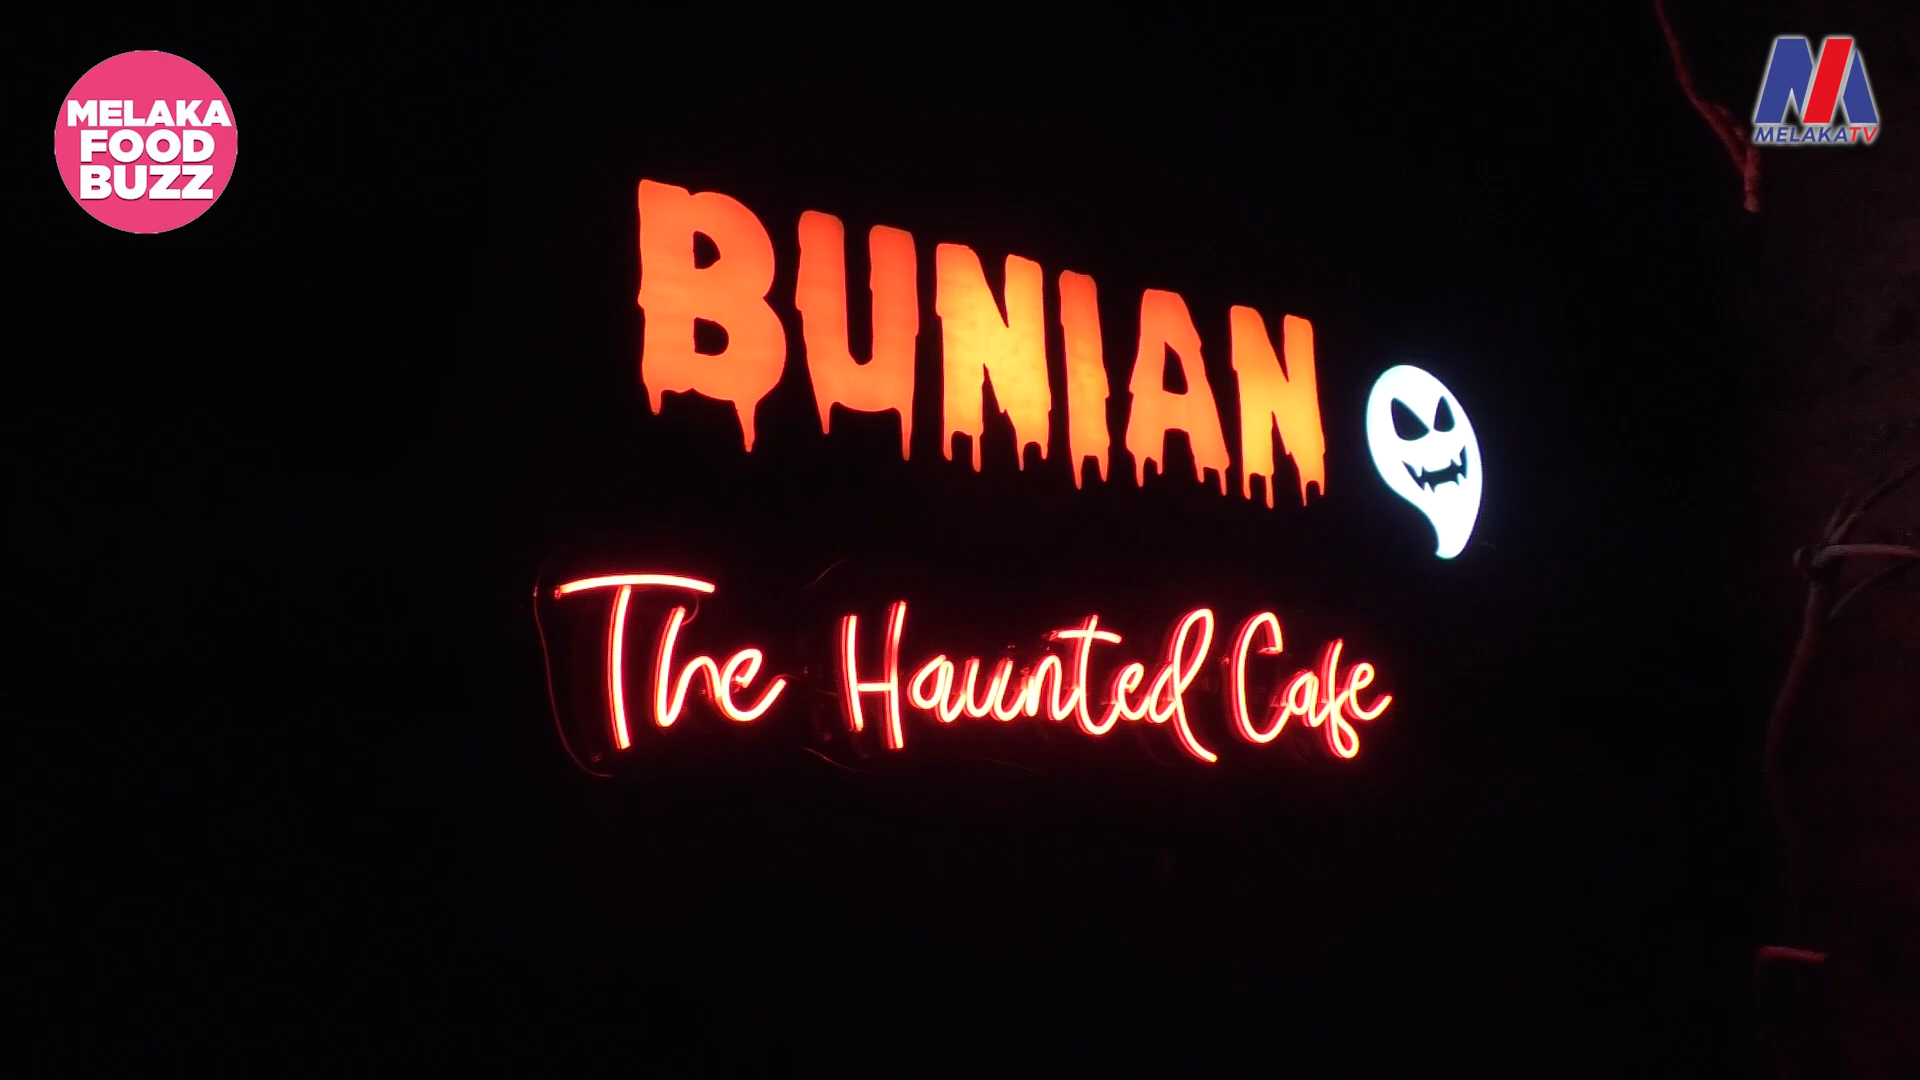 MELAKA
FOOD
BUZZ
MELAKATV
BUNIAN
The Haunted Cafe